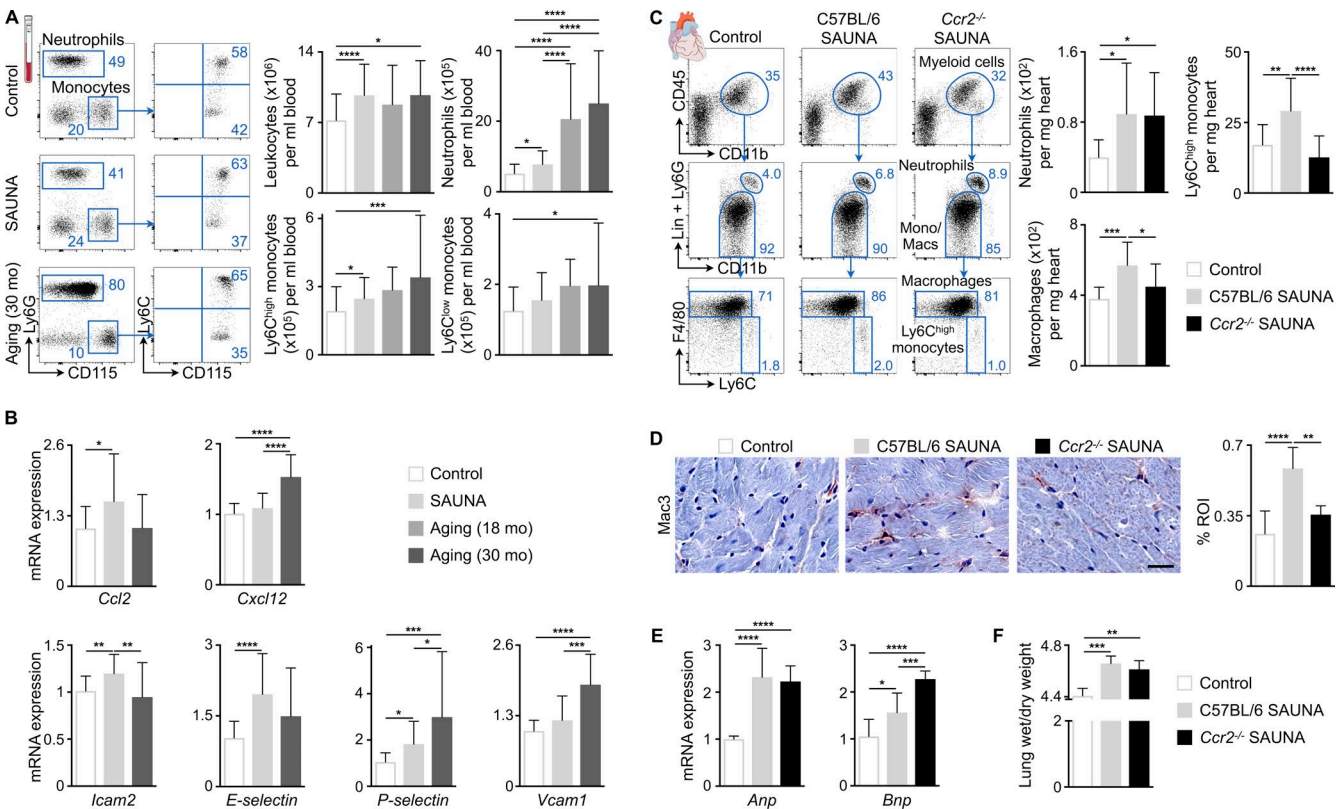 A
Control
Neutrophils
49
Monocytes
20
58
42
SAUNA
41
24
63
37
Aging (30 mo)
80
10
65
35
Ly6G
CD115
Ly6C
CD115
Leukocytes (x10⁶)
per ml blood
14
7
0
*
****
Neutrophils (x10⁵)
per ml blood
40
20
0
****
****
****
****
*
Ly6Cʰⁱᵍʰ monocytes
(x10⁵) per ml blood
6
3
0
***
*
Ly6Cˡᵒʷ monocytes
(x10⁵) per ml blood
4
2
0
*
B
mRNA expression
2.6
1.3
0
*
Ccl2
2
1
0
****
****
Cxcl12
Control
SAUNA
Aging (18 mo)
Aging (30 mo)
mRNA expression
1.5
1
0.5
0
** **
Icam2
3
1.5
0
****
E-selectin
4
2
0
***
*
*
P-selectin
2.6
1.3
0
****
***
Vcam1
C
Control
C57BL/6
SAUNA
Ccr2⁻/⁻
SAUNA
CD45
CD11b
35
43
Myeloid cells
32
Lin + Ly6G
CD11b
4.0
92
6.8
90
Neutrophils
8.9
Mono/
Macs
85
F4/80
Ly6C
71
1.8
86
2.0
Macrophages
81
Ly6Cʰⁱᵍʰ
monocytes
1.0
Neutrophils (x10²)
per mg heart
1.6
0.8
0
*
*
Ly6Cʰⁱᵍʰ monocytes
per mg heart
50
25
0
** ****
Macrophages (x10²)
per mg heart
8
4
0
*** *
Control
C57BL/6 SAUNA
Ccr2⁻/⁻ SAUNA
D
Control
C57BL/6 SAUNA
Ccr2⁻/⁻ SAUNA
Mac3
% ROI
0.7
0.35
0
**** **
E
mRNA expression
3
2
1
0
****
****
Anp
3
2
1
0
****
***
*
Bnp
F
Lung wet/dry weight
4.8
4.4
2
0
**
***
Control
C57BL/6 SAUNA
Ccr2⁻/⁻ SAUNA